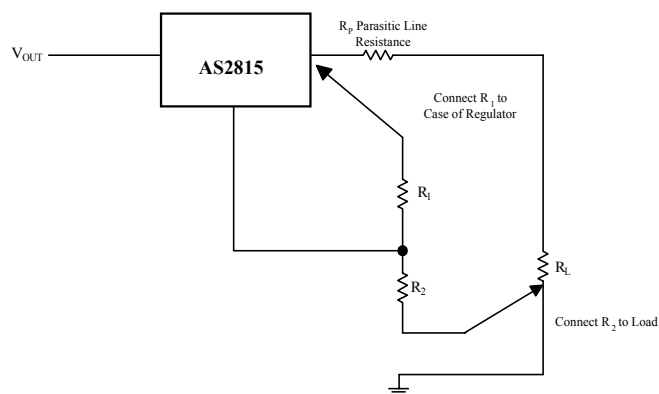 R_P Parasitic Line
Resistance
V_OUT
AS2815
Connect R_1 to
Case of Regulator
R_1
R_2
R_L
Connect R_2 to Load